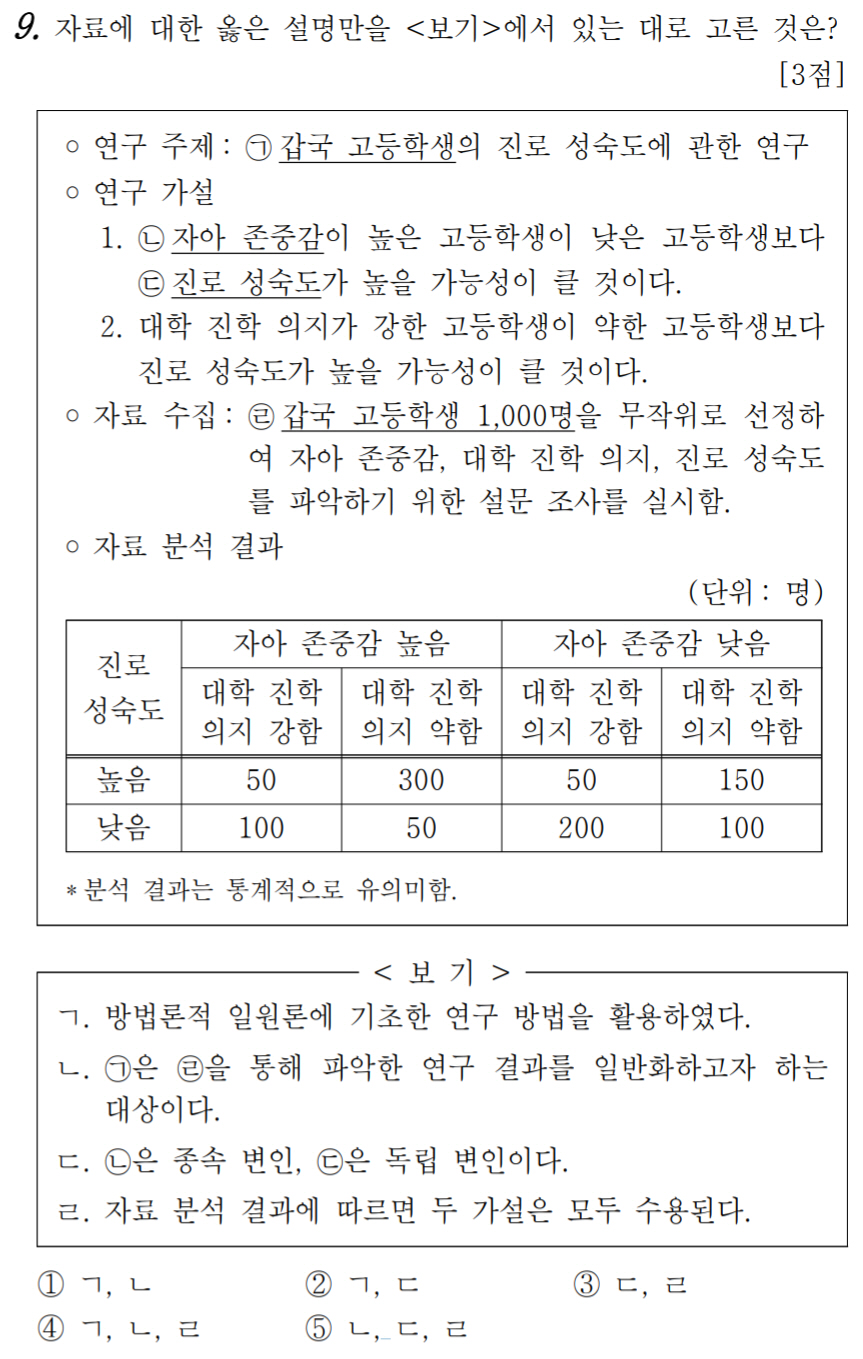 9. 자료에 대한 옳은 설명만을 <보기>에서 있는 대로 고른 것은?
[3점]
○ 연구 주제: ㉠ 갑국 고등학생의 진로 성숙도에 관한 연구
○ 연구 가설
1. ㉡ 자아 존중감이 높은 고등학생이 낮은 고등학생보다
㉢ 진로 성숙도가 높을 가능성이 클 것이다.
2. 대학 진학 의지가 강한 고등학생이 약한 고등학생보다
진로 성숙도가 높을 가능성이 클 것이다.
○ 자료 수집: ㉣ 갑국 고등학생 1,000명을 무작위로 선정하
여 자아 존중감, 대학 진학 의지, 진로 성숙도
를 파악하기 위한 설문 조사를 실시함.
○ 자료 분석 결과
(단위: 명)
진로 성숙도 자아 존중감 높음 자아 존중감 낮음
대학 진학 의지 강함 대학 진학 의지 약함 대학 진학 의지 강함 대학 진학 의지 약함
높음 50 300 50 150
낮음 100 50 200 100
* 분석 결과는 통계적으로 유의미함.
< 보 기 >
ㄱ. 방법론적 일원론에 기초한 연구 방법을 활용하였다.
ㄴ. ㉠은 ㉣을 통해 파악한 연구 결과를 일반화하고자 하는
대상이다.
ㄷ. ㉡은 종속 변인, ㉢은 독립 변인이다.
ㄹ. 자료 분석 결과에 따르면 두 가설은 모두 수용된다.
① ㄱ, ㄴ ② ㄱ, ㄷ ③ ㄷ, ㄹ
④ ㄱ, ㄴ, ㄹ ⑤ ㄴ, ㄷ, ㄹ